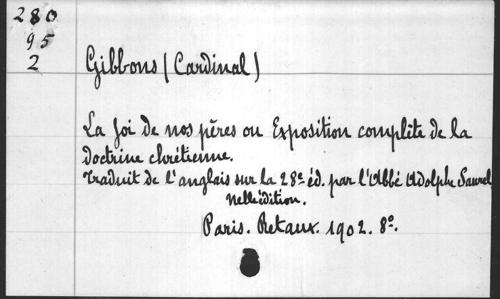 280
95
2
Gibbons (Cardinal)
La foi de nos pères ou Exposition complète de la
doctrine chrétienne.
Traduit de l'anglais sur la 28e éd. par l'Abbé Adolphe Saurel
Nelle édition.
Paris. Retaux. 1902. 8°.